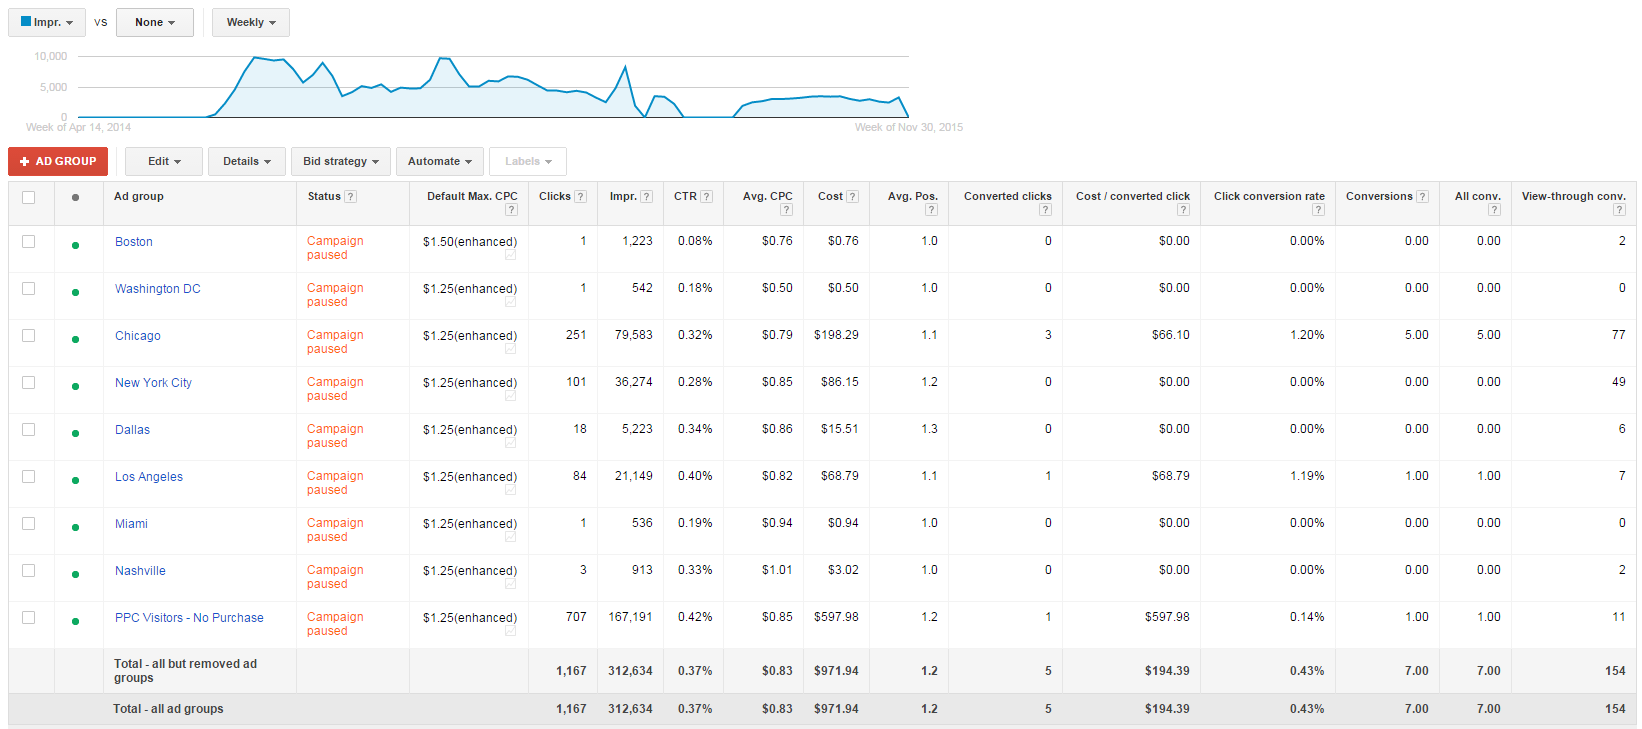 Impr. vs None Weekly
10,000
5,000
0
Week of Apr 14, 2014 Week of Nov 30, 2015
+ AD GROUP Edit Details Bid strategy Automate Labels
Ad group Status ? Default Max. CPC ? Clicks ? Impr. ? CTR ? Avg. CPC ? Cost ? Avg. Pos. ? Converted clicks ? Cost / converted click ? Click conversion rate ? Conversions ? All conv. ? View-through conv. ?
Boston Campaign paused $1.50(enhanced) 1 1,223 0.08% $0.76 $0.76 1.0 0 $0.00 0.00% 0.00 0.00 2
Washington DC Campaign paused $1.25(enhanced) 1 542 0.18% $0.50 $0.50 1.0 0 $0.00 0.00% 0.00 0.00 0
Chicago Campaign paused $1.25(enhanced) 251 79,583 0.32% $0.79 $198.29 1.1 3 $66.10 1.20% 5.00 5.00 77
New York City Campaign paused $1.25(enhanced) 101 36,274 0.28% $0.85 $86.15 1.2 0 $0.00 0.00% 0.00 0.00 49
Dallas Campaign paused $1.25(enhanced) 18 5,223 0.34% $0.86 $15.51 1.3 0 $0.00 0.00% 0.00 0.00 6
Los Angeles Campaign paused $1.25(enhanced) 84 21,149 0.40% $0.82 $68.79 1.1 1 $68.79 1.19% 1.00 1.00 7
Miami Campaign paused $1.25(enhanced) 1 536 0.19% $0.94 $0.94 1.0 0 $0.00 0.00% 0.00 0.00 0
Nashville Campaign paused $1.25(enhanced) 3 913 0.33% $1.01 $3.02 1.0 0 $0.00 0.00% 0.00 0.00 2
PPC Visitors - No Purchase Campaign paused $1.25(enhanced) 707 167,191 0.42% $0.85 $597.98 1.2 1 $597.98 0.14% 1.00 1.00 11
Total - all but removed ad groups 1,167 312,634 0.37% $0.83 $971.94 1.2 5 $194.39 0.43% 7.00 7.00 154
Total - all ad groups 1,167 312,634 0.37% $0.83 $971.94 1.2 5 $194.39 0.43% 7.00 7.00 154